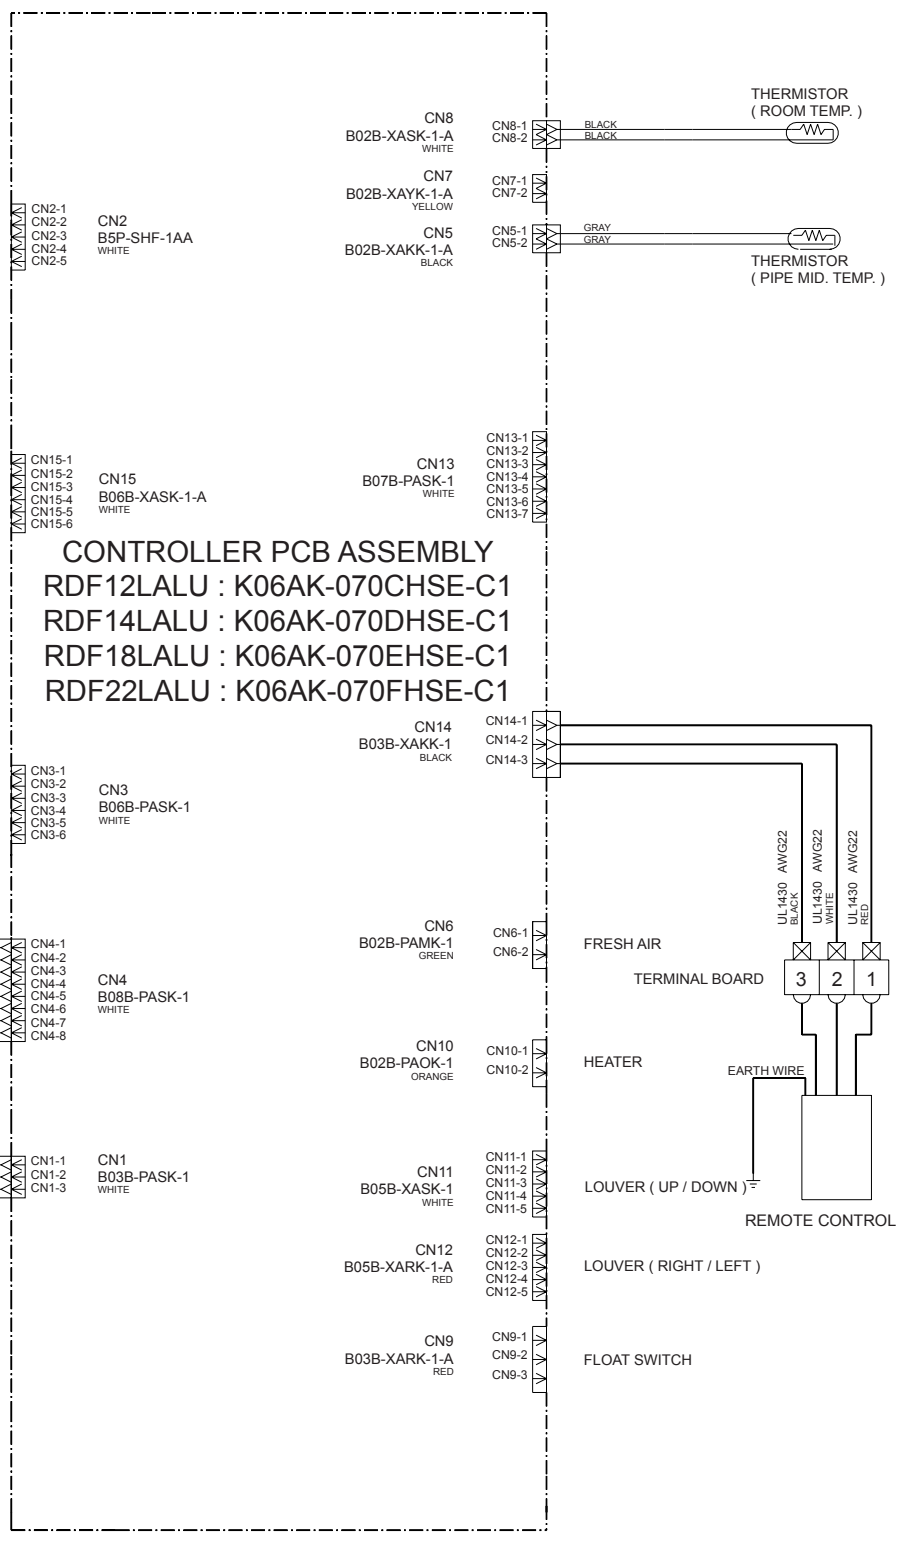 THERMISTOR
( ROOM TEMP. )
CN8
B02B-XASK-1-A
WHITE
CN8-1
CN8-2
BLACK
BLACK
CN7
B02B-XAYK-1-A
YELLOW
CN7-1
CN7-2
CN2-1
CN2-2
CN2-3
CN2-4
CN2-5
CN2
B5P-SHF-1AA
WHITE
CN5
B02B-XAKK-1-A
BLACK
CN5-1
CN5-2
GRAY
GRAY
THERMISTOR
( PIPE MID. TEMP. )
CN15-1
CN15-2
CN15-3
CN15-4
CN15-5
CN15-6
CN15
B06B-XASK-1-A
WHITE
CN13
B07B-PASK-1
WHITE
CN13-1
CN13-2
CN13-3
CN13-4
CN13-5
CN13-6
CN13-7
CONTROLLER PCB ASSEMBLY
RDF12LALU : K06AK-070CHSE-C1
RDF14LALU : K06AK-070DHSE-C1
RDF18LALU : K06AK-070EHSE-C1
RDF22LALU : K06AK-070FHSE-C1
CN14
B03B-XAKK-1
BLACK
CN14-1
CN14-2
CN14-3
CN3-1
CN3-2
CN3-3
CN3-4
CN3-5
CN3-6
CN3
B06B-PASK-1
WHITE
UL1430 AWG22
BLACK
UL1430 AWG22
WHITE
UL1430 AWG22
RED
CN6
B02B-PAMK-1
GREEN
CN6-1
CN6-2
FRESH AIR
TERMINAL BOARD
3 2 1
CN4-1
CN4-2
CN4-3
CN4-4
CN4-5
CN4-6
CN4-7
CN4-8
CN4
B08B-PASK-1
WHITE
CN10
B02B-PAOK-1
ORANGE
CN10-1
CN10-2
HEATER
EARTH WIRE
CN1-1
CN1-2
CN1-3
CN1
B03B-PASK-1
WHITE
CN11
B05B-XASK-1
WHITE
CN11-1
CN11-2
CN11-3
CN11-4
CN11-5
LOUVER ( UP / DOWN )
REMOTE CONTROL
CN12
B05B-XARK-1-A
RED
CN12-1
CN12-2
CN12-3
CN12-4
CN12-5
LOUVER ( RIGHT / LEFT )
CN9
B03B-XARK-1-A
RED
CN9-1
CN9-2
CN9-3
FLOAT SWITCH